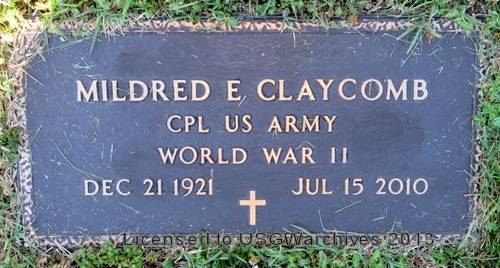 MILDRED E CLAYCOMB
CPL US ARMY
WORLD WAR II
DEC 21 1921 JUL 15 2010
Licensed to USGWarchives 2013